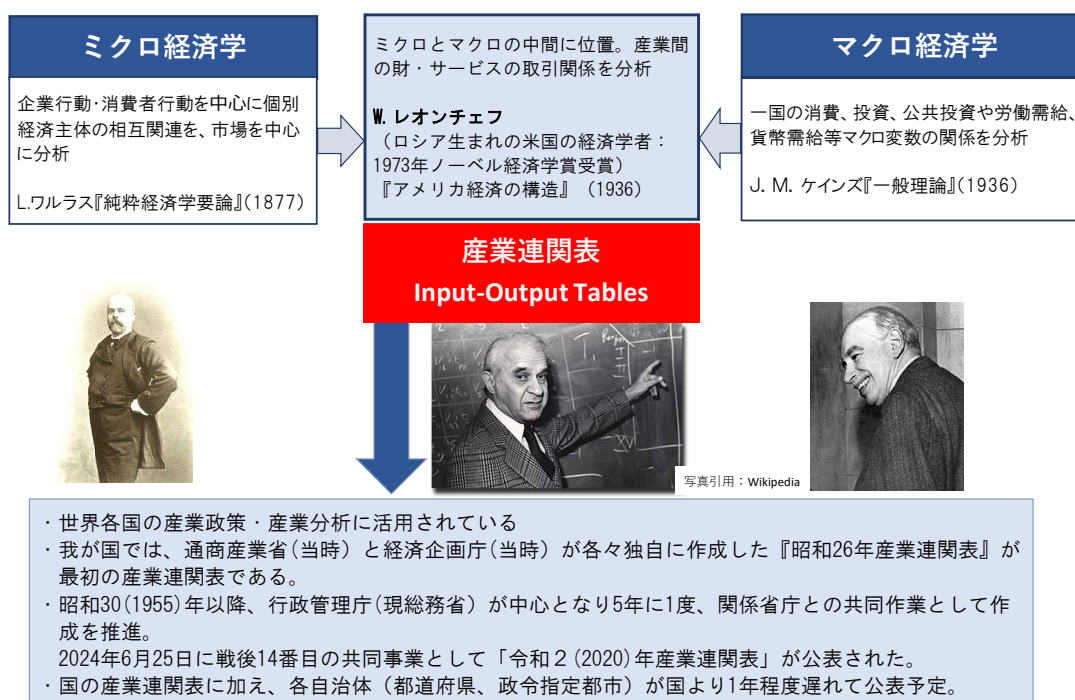 ミクロ経済学
企業行動・消費者行動を中心に個別
経済主体の相互関連を、市場を中心
に分析
L.ワルラス『純粋経済学要論』(1877)
ミクロとマクロの中間に位置。産業間
の財・サービスの取引関係を分析
W. レオンチェフ
（ロシア生まれの米国の経済学者：
1973年ノーベル経済学賞受賞）
『アメリカ経済の構造』（1936）
マクロ経済学
一国の消費、投資、公共投資や労働需給、
貨幣需給等マクロ変数の関係を分析
J. M. ケインズ『一般理論』(1936）
産業連関表
Input-Output Tables
写真引用：Wikipedia
・世界各国の産業政策・産業分析に活用されている
・我が国では、通商産業省(当時）と経済企画庁(当時）が各々独自に作成した『昭和26年産業連関表』が
最初の産業連関表である。
・昭和30(1955)年以降、行政管理庁(現総務省）が中心となり5年に1度、関係省庁との共同作業として作
成を推進。
2024年6月25日に戦後14番目の共同事業として「令和２(2020)年産業連関表」が公表された。
・国の産業連関表に加え、各自治体（都道府県、政令指定都市）が国より1年程度遅れて公表予定。